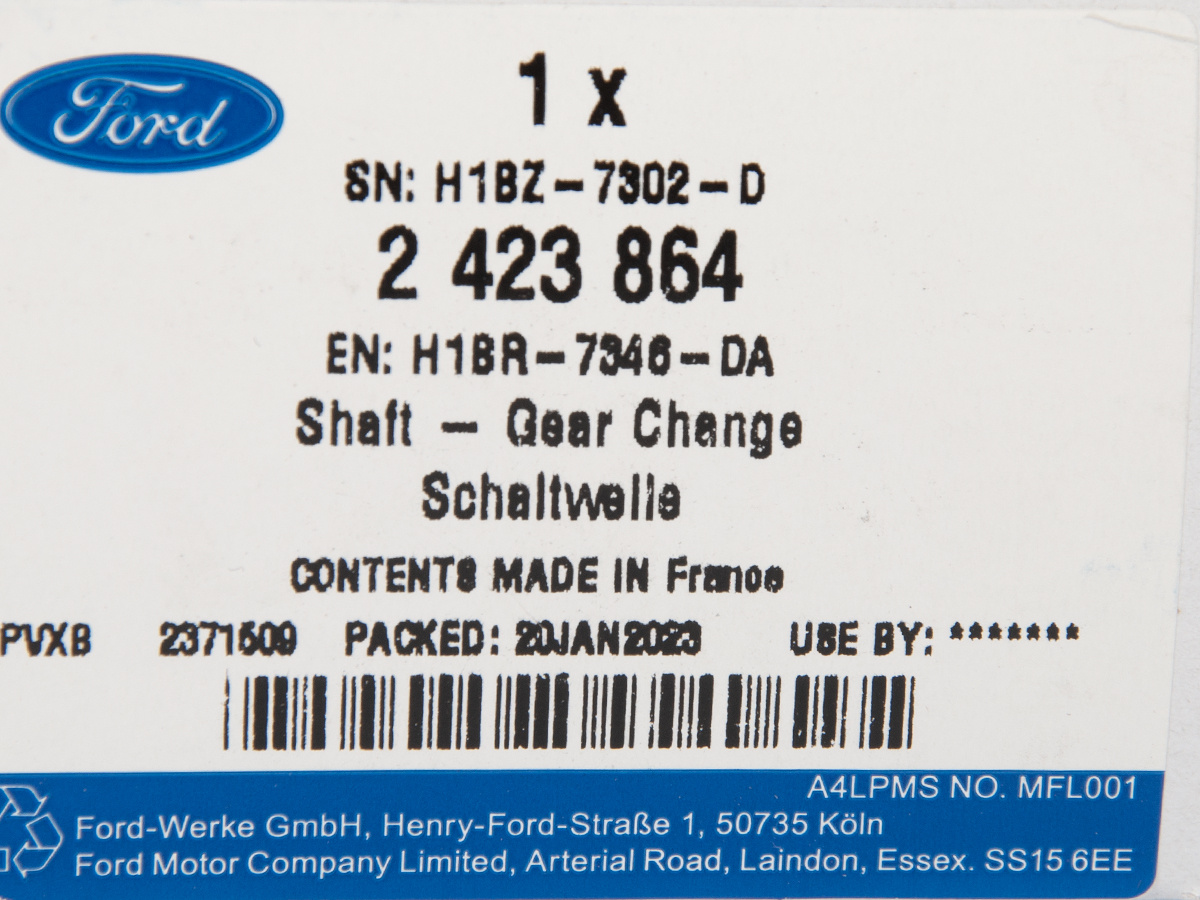 Ford
1 x
SN: H1BZ-7302-D
2 423 864
EN: H1BR-7346-DA
Shaft - Gear Change
Schaltwelle
CONTENTS MADE IN France
PVXB 2371509 PACKED: 20JAN2023 USE BY: *******
A4LPMS NO. MFL001
Ford-Werke GmbH, Henry-Ford-Straße 1, 50735 Köln
Ford Motor Company Limited, Arterial Road, Laindon, Essex. SS15 6EE